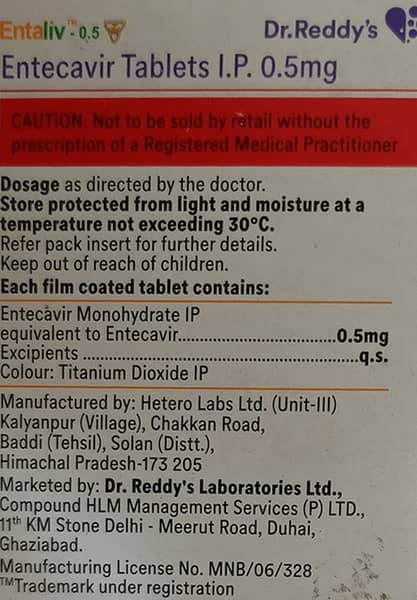 Entaliv™ - 0.5
Dr.Reddy's
Entecavir Tablets I.P. 0.5mg
CAUTION: Not to be sold by retail without the
prescription of a Registered Medical Practitioner
Dosage as directed by the doctor.
Store protected from light and moisture at a
temperature not exceeding 30°C.
Refer pack insert for further details.
Keep out of reach of children.
Each film coated tablet contains:
Entecavir Monohydrate IP
equivalent to Entecavir..............................0.5mg
Excipients ..................................................q.s.
Colour: Titanium Dioxide IP
Manufactured by: Hetero Labs Ltd. (Unit-III)
Kalyanpur (Village), Chakkan Road,
Baddi (Tehsil), Solan (Distt.),
Himachal Pradesh-173 205
Marketed by: Dr. Reddy's Laboratories Ltd.,
Compound HLM Management Services (P) LTD.,
11th KM Stone Delhi - Meerut Road, Duhai,
Ghaziabad.
Manufacturing License No. MNB/06/328
™Trademark under registration